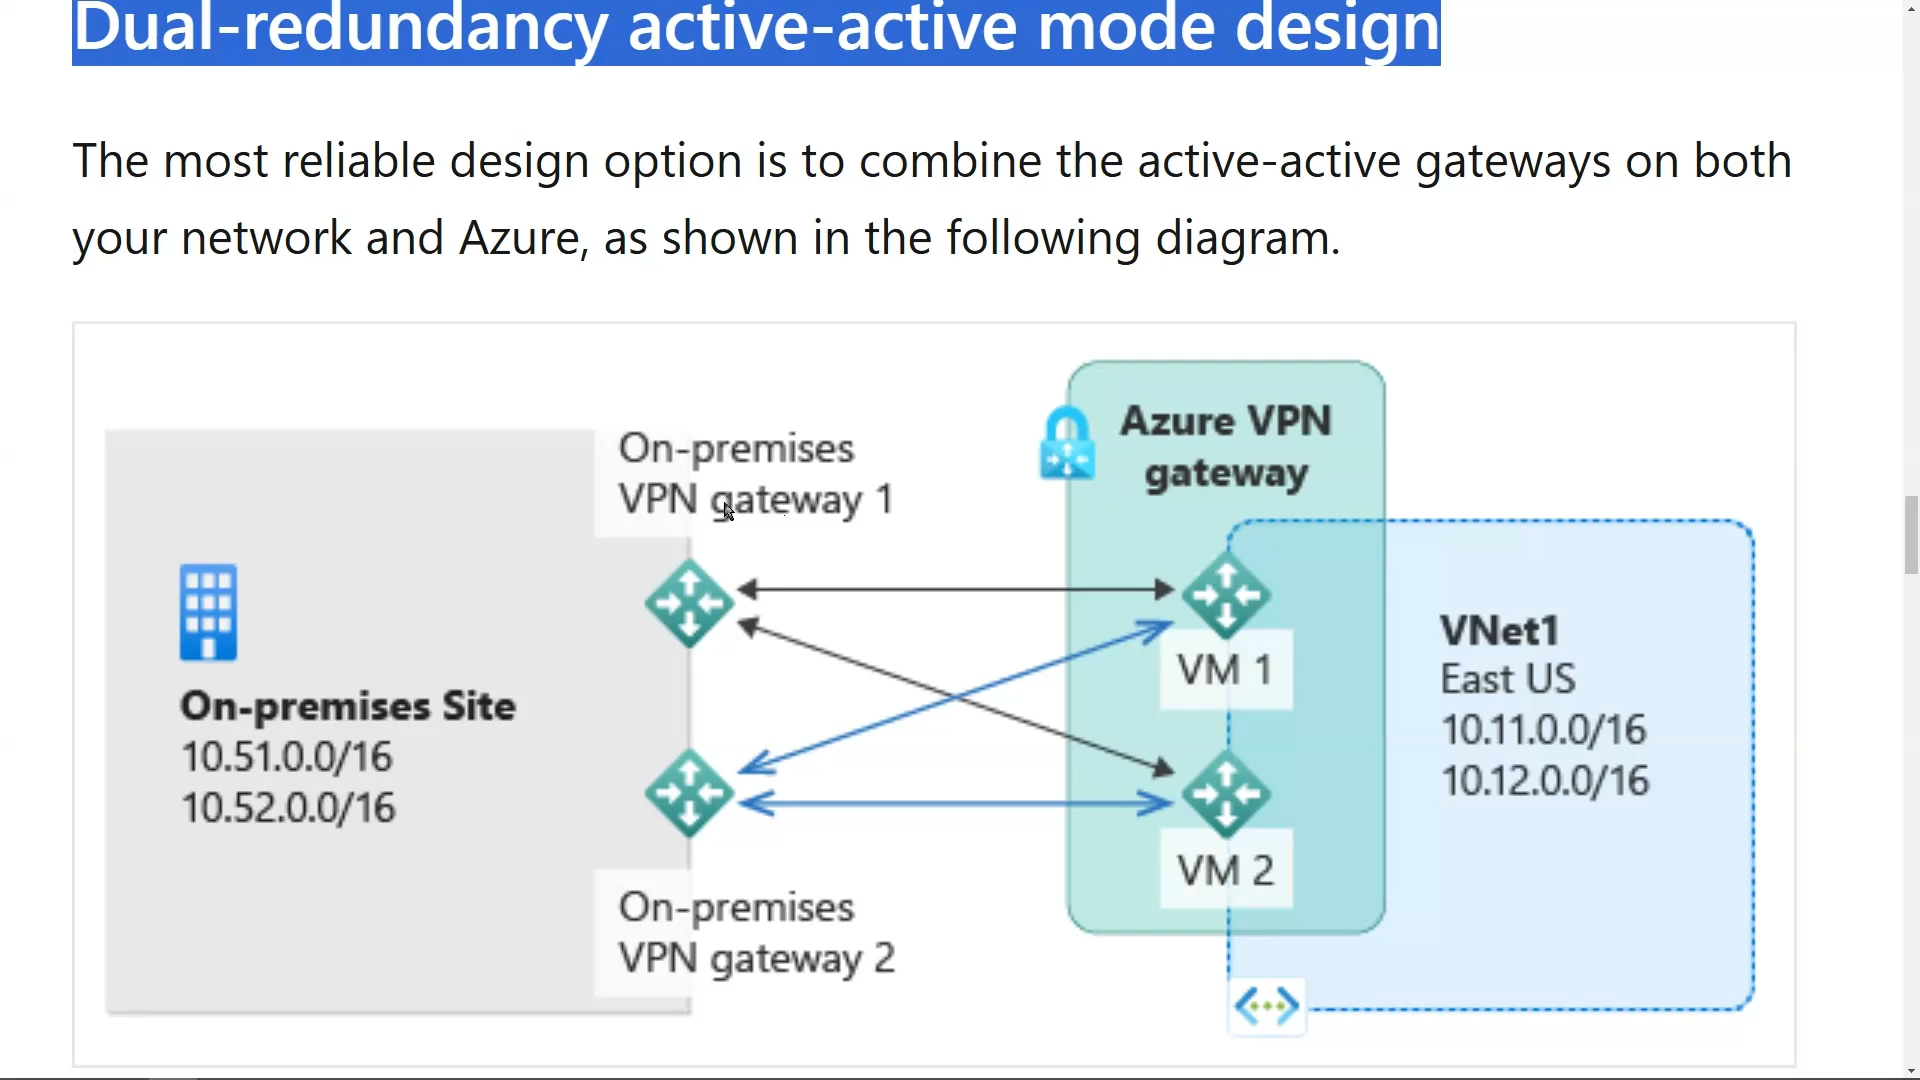 Dual-redundancy active-active mode design
The most reliable design option is to combine the active-active gateways on both
your network and Azure, as shown in the following diagram.
On-premises
VPN gateway 1
Azure VPN
gateway
On-premises Site
10.51.0.0/16
10.52.0.0/16
VM 1
VM 2
VNet1
East US
10.11.0.0/16
10.12.0.0/16
On-premises
VPN gateway 2